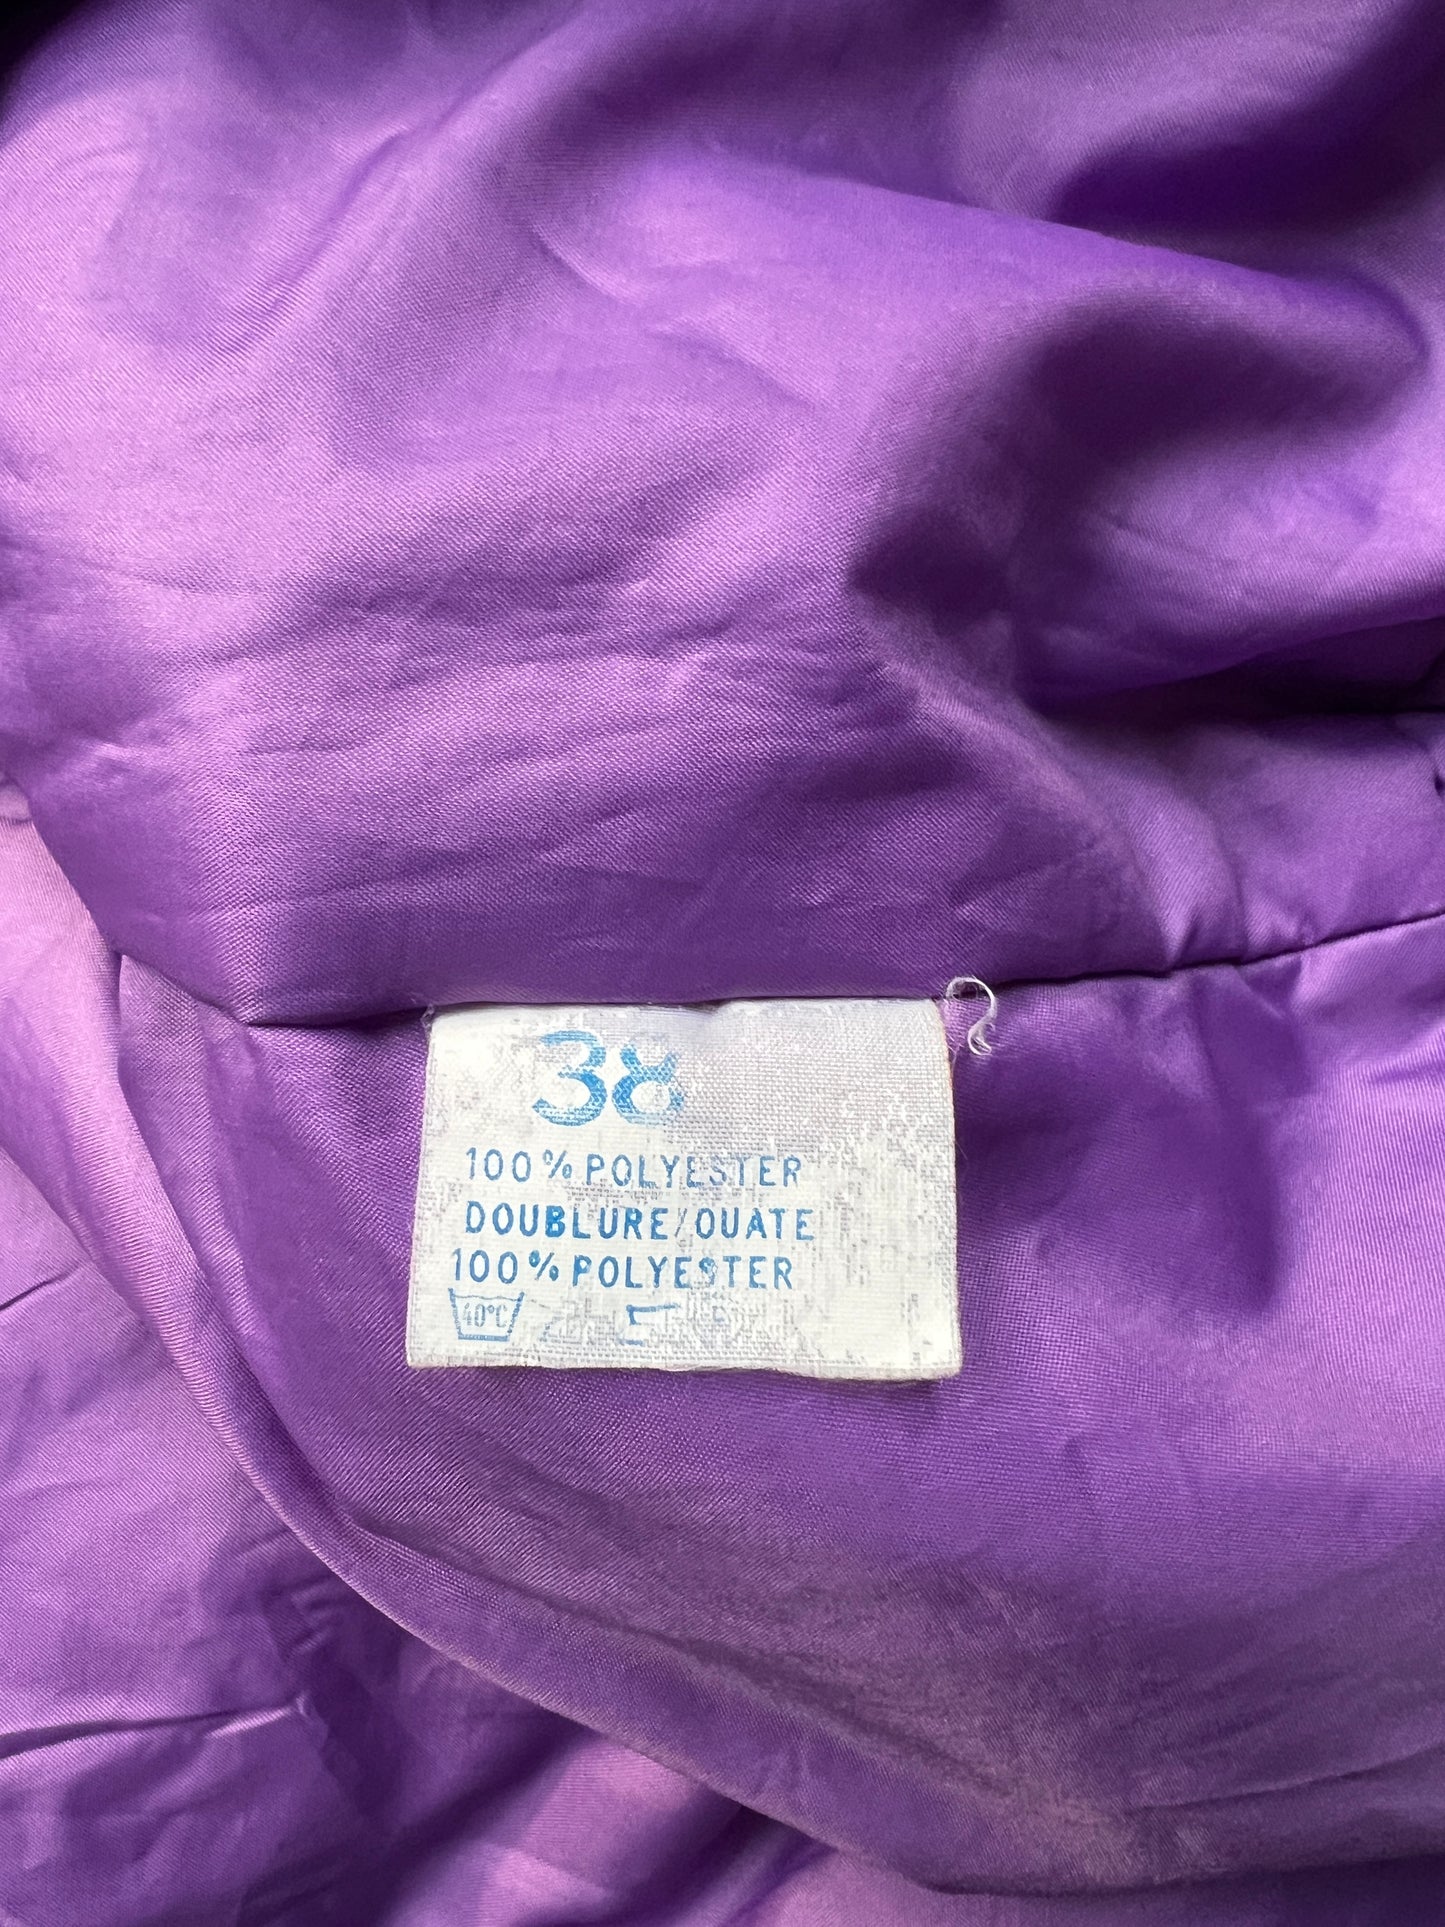 38
100% POLYESTER
DOUBLURE/OUATE
100% POLYESTER
40°C